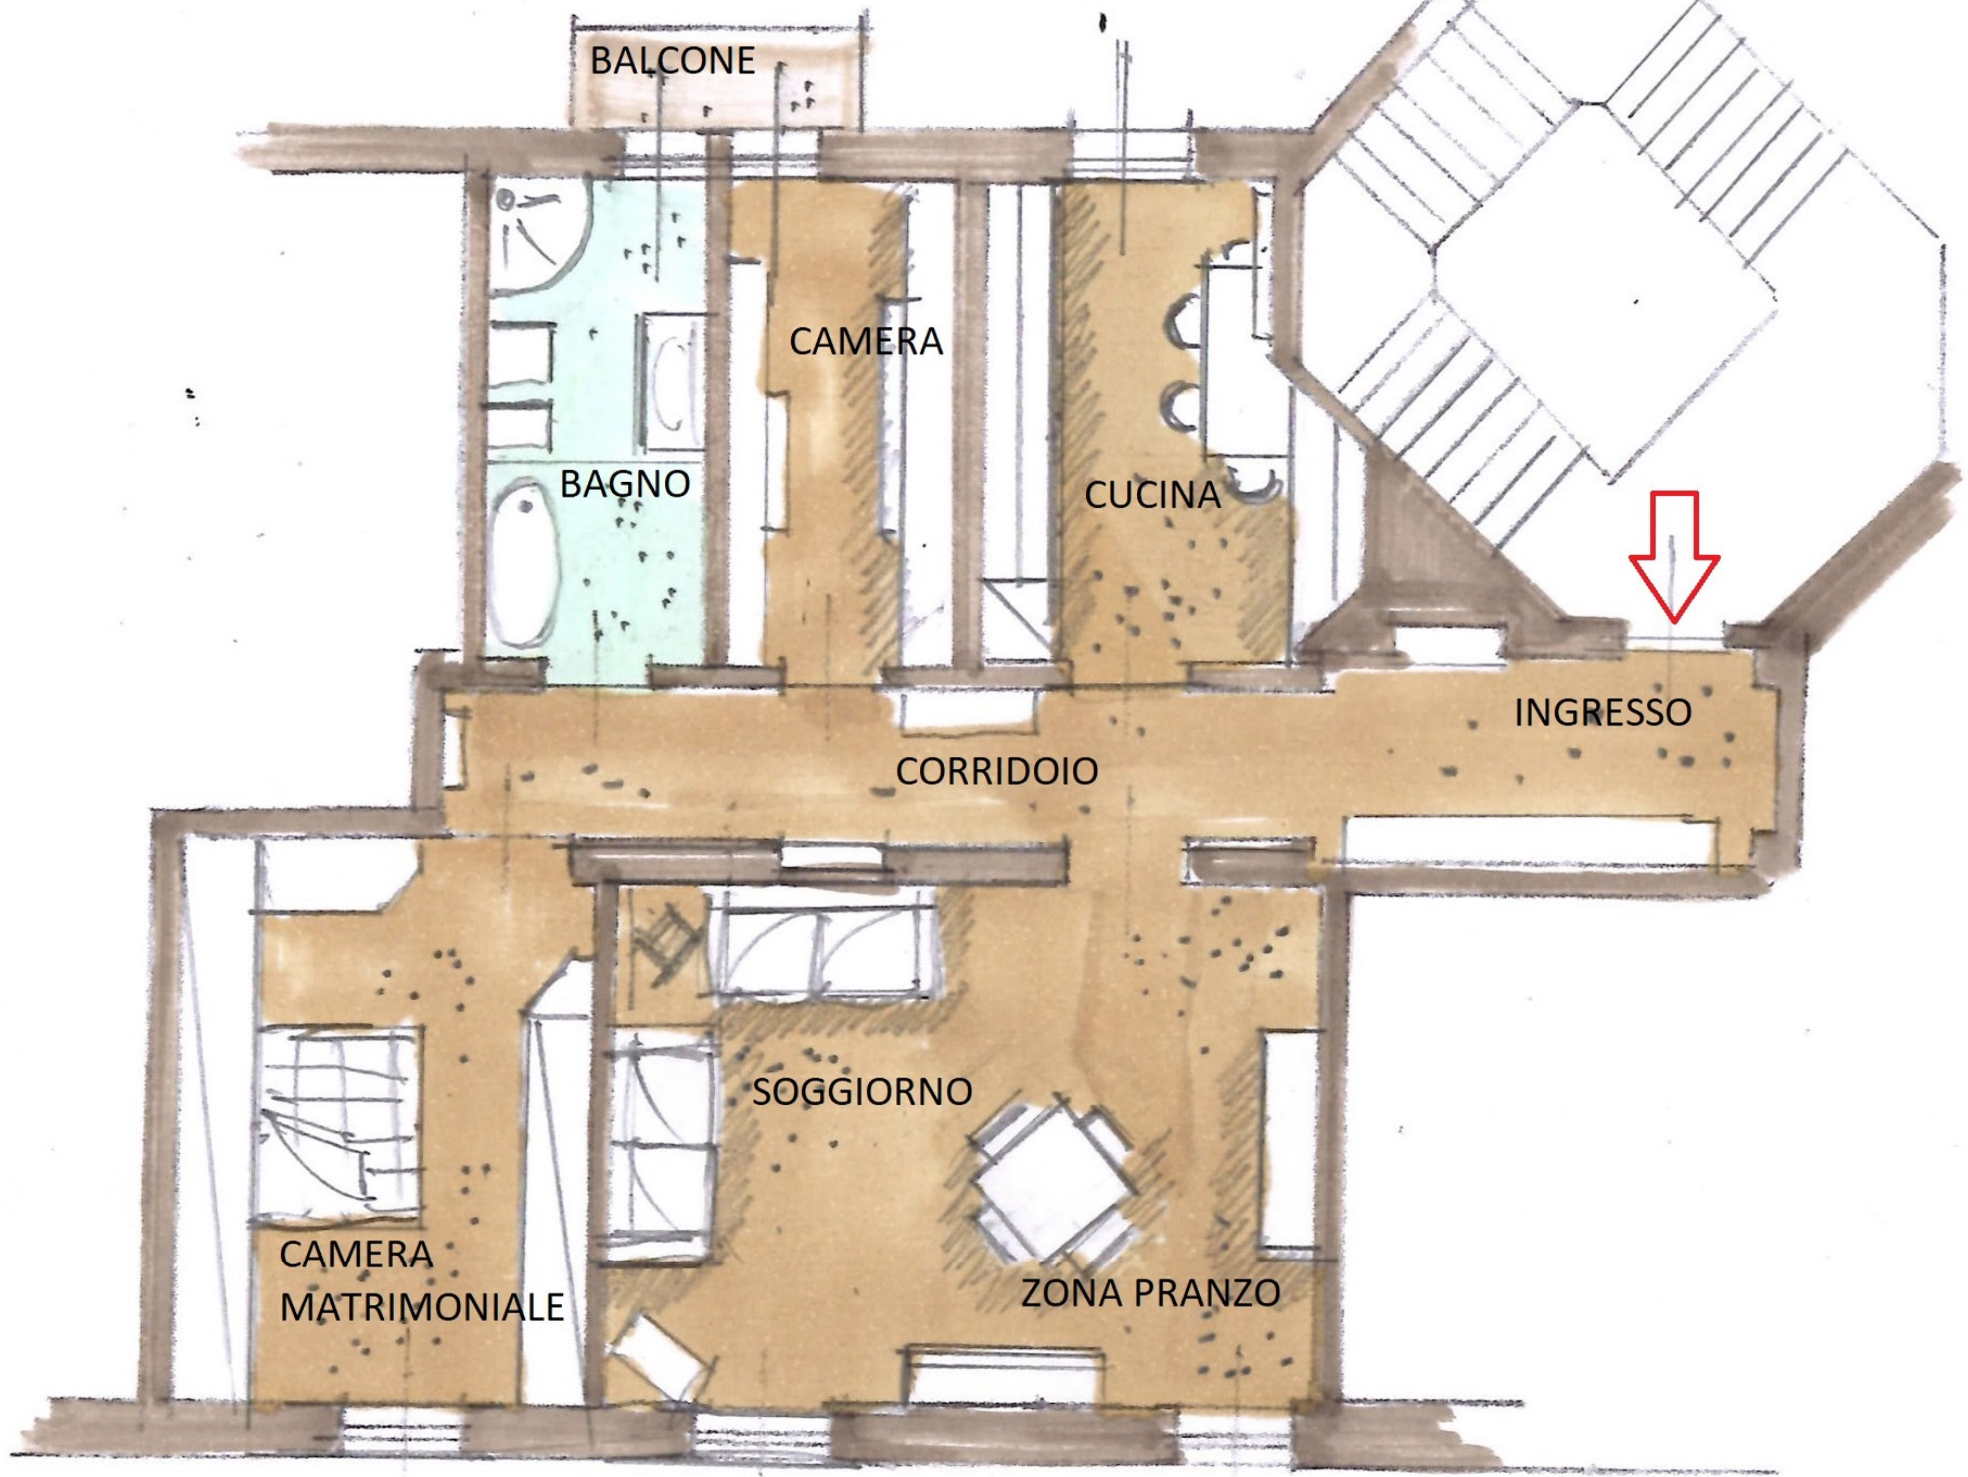 BALCONE
CAMERA
BAGNO
CUCINA
INGRESSO
CORRIDOIO
SOGGIORNO
CAMERA
MATRIMONIALE
ZONA PRANZO